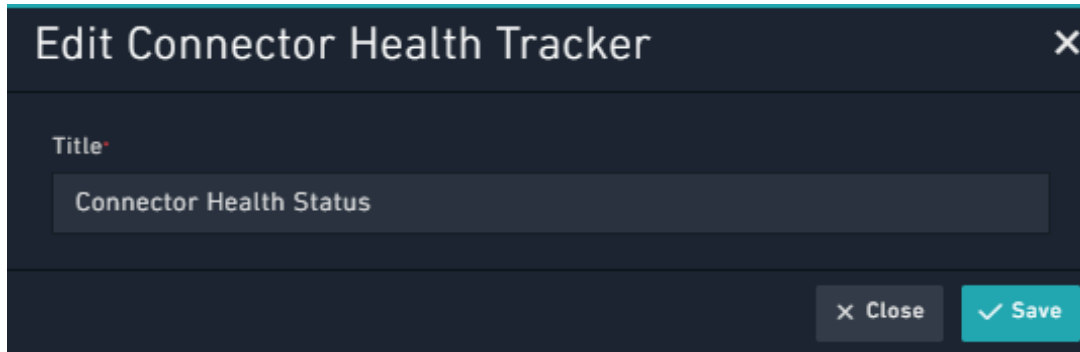 Edit Connector Health Tracker
Title*
Connector Health Status
Close
Save